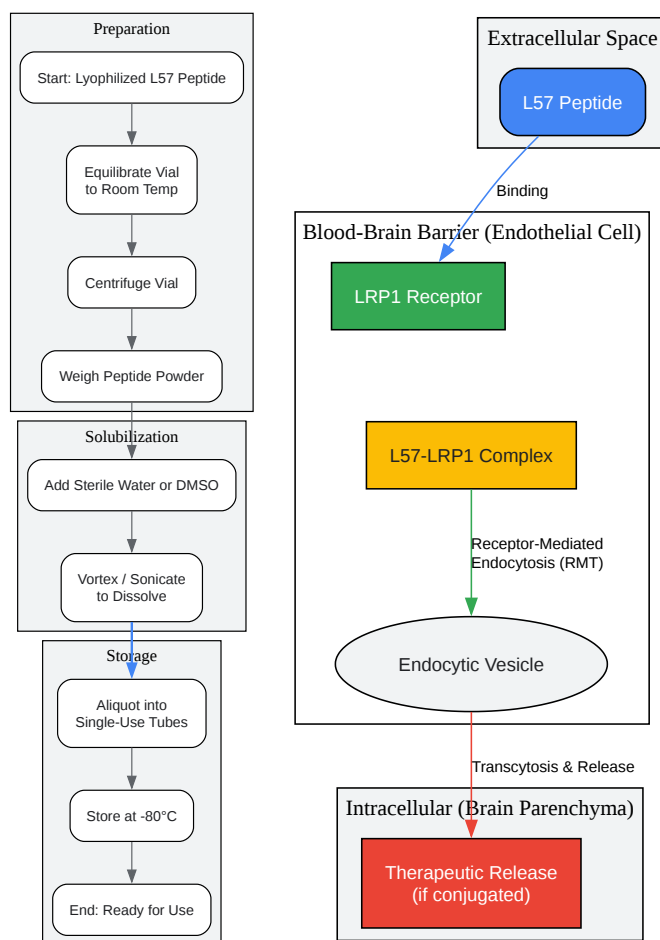 Preparation
Start: Lyophilized L57 Peptide
Equilibrate Vial
to Room Temp
Centrifuge Vial
Weigh Peptide Powder
Solubilization
Add Sterile Water or DMSO
Vortex / Sonicate
to Dissolve
Storage
Aliquot into
Single-Use Tubes
Store at -80°C
End: Ready for Use
Extracellular Space
L57 Peptide
Binding
Blood-Brain Barrier (Endothelial Cell)
LRP1 Receptor
L57-LRP1 Complex
Receptor-Mediated
Endocytosis (RMT)
Endocytic Vesicle
Transcytosis & Release
Intracellular (Brain Parenchyma)
Therapeutic Release
(if conjugated)